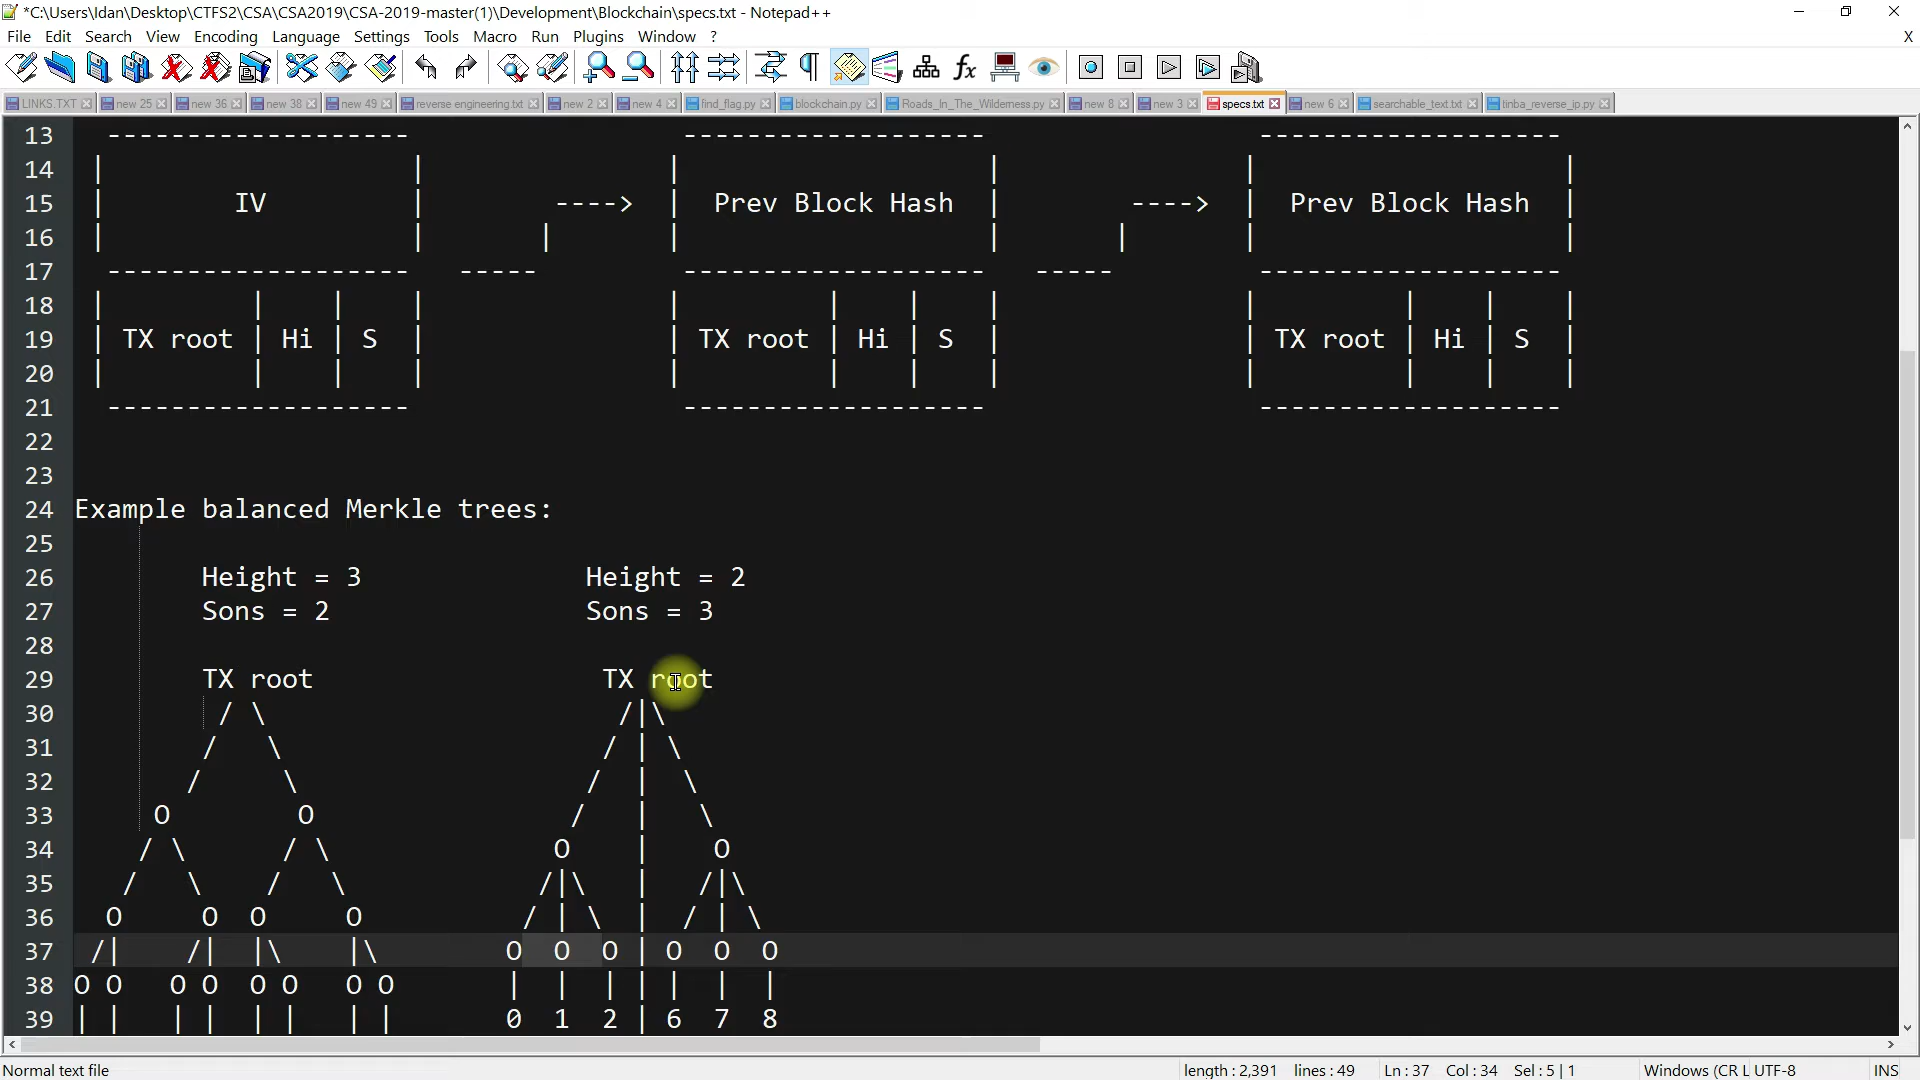 *C:\Users\Idan\Desktop\CTFS2\CSA\CSA2019\CSA-2019-master(1)\Development\Blockchain\specs.txt - Notepad++
File Edit Search View Encoding Language Settings Tools Macro Run Plugins Window ? X
LINKS.TXT new 25 new 36 new 38 new 49 reverse engineering.txt new 2 new 4 find_flag.py blockchain.py Roads_In_The_Wilderness.py new 8 new 3 specs.txt new 6 searchable_text.txt tinba_reverse_ip.py
13 ------------------- ------------------- -------------------
14 | | | | | |
15 | IV | ----> | Prev Block Hash | ----> | Prev Block Hash |
16 | | | | | | | |
17 ------------------- ----- ------------------- ----- -------------------
18 | | | | | | | | | | | |
19 | TX root | Hi | S | | TX root | Hi | S | | TX root | Hi | S |
20 | | | | | | | | | | | |
21 ------------------- ------------------- -------------------
22
23
24 Example balanced Merkle trees:
25
26 Height = 3 Height = 2
27 Sons = 2 Sons = 3
28
29 TX root TX root
30 / \ /|\
31 / \ / | \
32 / \ / | \
33 O O / | \
34 / \ / \ O | O
35 / \ / \ /|\ | /|\
36 O O O O / | \ | / | \
37 /| /| |\ |\ O O O | O O O
38 O O O O O O O O | | | | | | |
39 | | | | | | | | 0 1 2 | 6 7 8
Normal text file length : 2,391 lines : 49 Ln : 37 Col : 34 Sel : 5 | 1 Windows (CR L UTF-8 INS